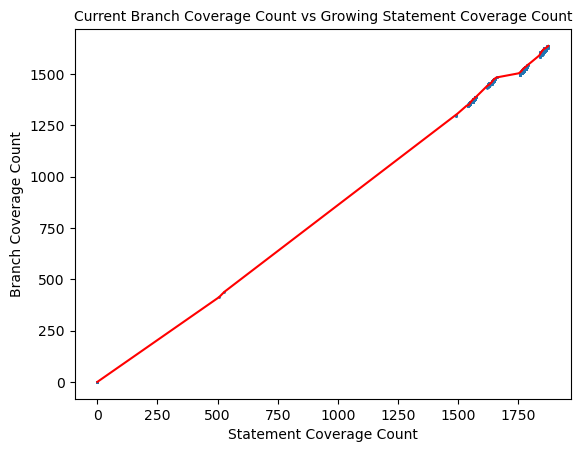 Current Branch Coverage Count vs Growing Statement Coverage Count
1500
1250
1000
750
500
250
0
Branch Coverage Count
0 250 500 750 1000 1250 1500 1750
Statement Coverage Count